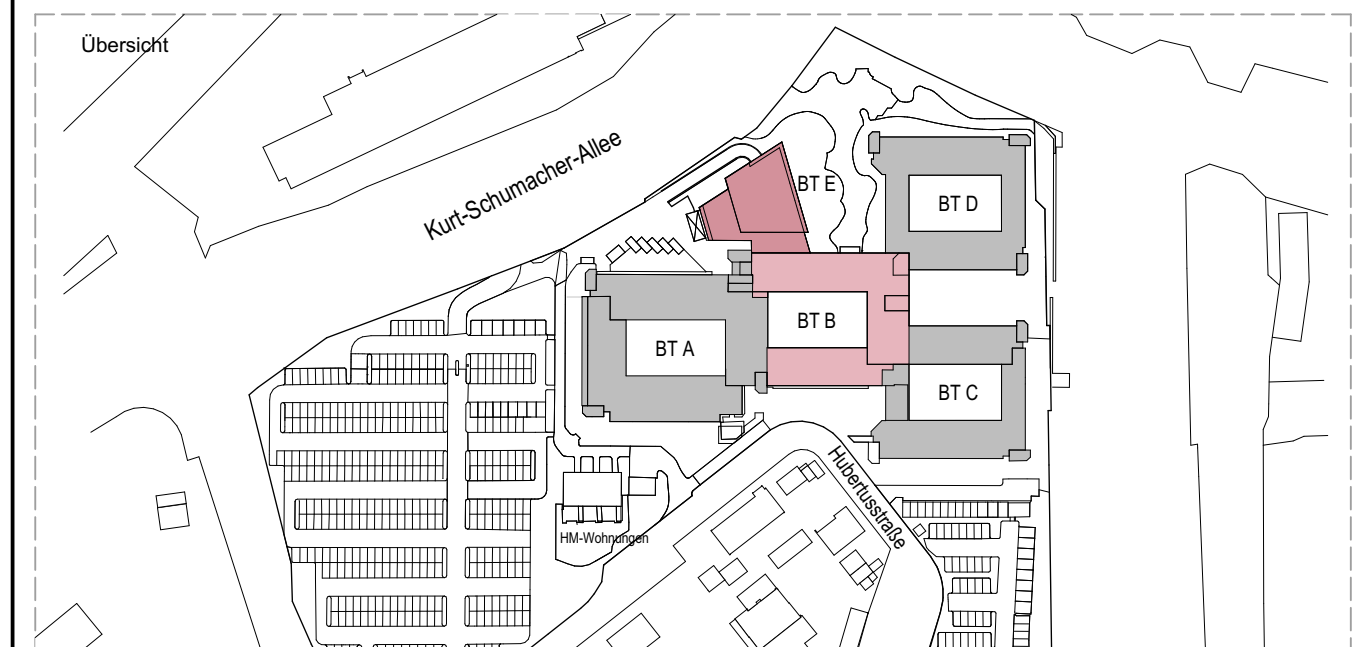 Übersicht
Kurt-Schumacher-Allee
BT E
BT D
BT B
BT A
BT C
Hubertusstraße
HM-Wohnungen